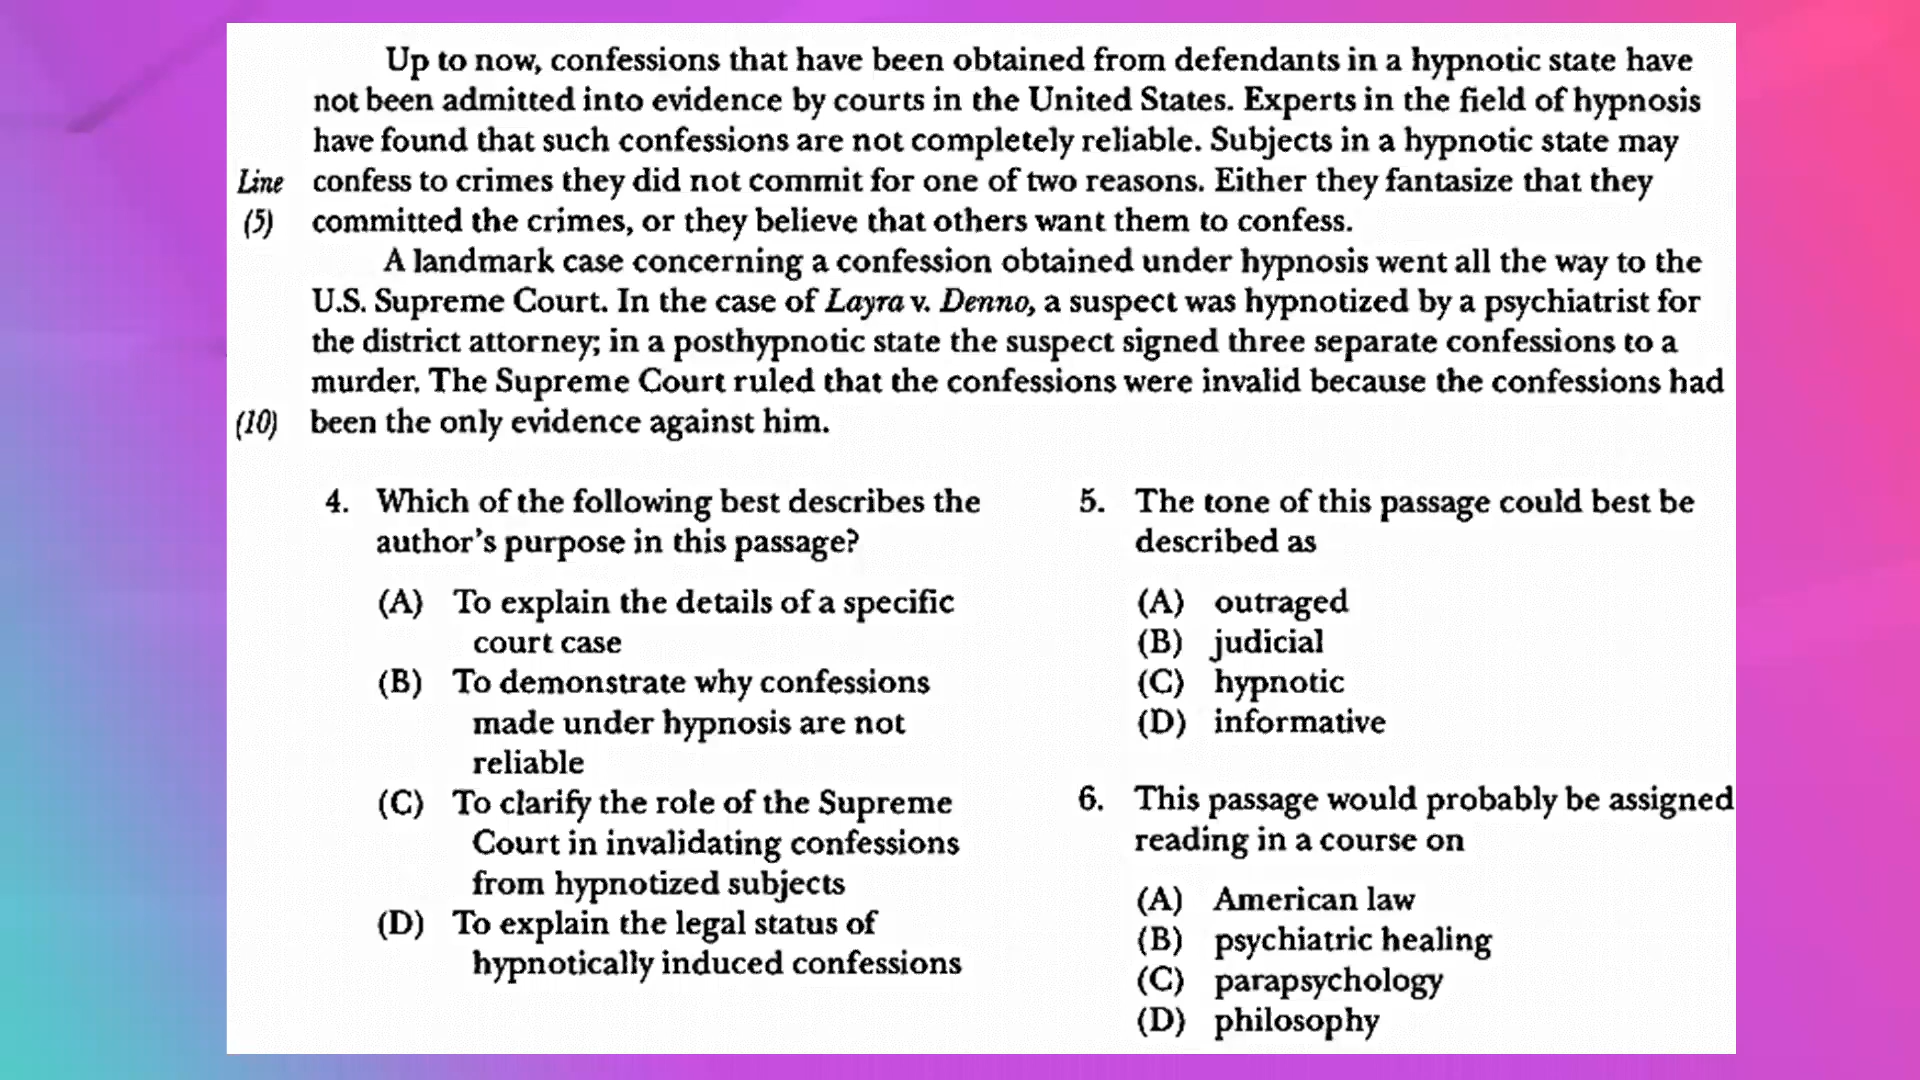 Up to now, confessions that have been obtained from defendants in a hypnotic state have
not been admitted into evidence by courts in the United States. Experts in the field of hypnosis
have found that such confessions are not completely reliable. Subjects in a hypnotic state may
Line confess to crimes they did not commit for one of two reasons. Either they fantasize that they
(5) committed the crimes, or they believe that others want them to confess.
A landmark case concerning a confession obtained under hypnosis went all the way to the
U.S. Supreme Court. In the case of Layra v. Denno, a suspect was hypnotized by a psychiatrist for
the district attorney; in a posthypnotic state the suspect signed three separate confessions to a
murder. The Supreme Court ruled that the confessions were invalid because the confessions had
(10) been the only evidence against him.
4. Which of the following best describes the
author's purpose in this passage?
(A) To explain the details of a specific
court case
(B) To demonstrate why confessions
made under hypnosis are not
reliable
(C) To clarify the role of the Supreme
Court in invalidating confessions
from hypnotized subjects
(D) To explain the legal status of
hypnotically induced confessions
5. The tone of this passage could best be
described as
(A) outraged
(B) judicial
(C) hypnotic
(D) informative
6. This passage would probably be assigned
reading in a course on
(A) American law
(B) psychiatric healing
(C) parapsychology
(D) philosophy